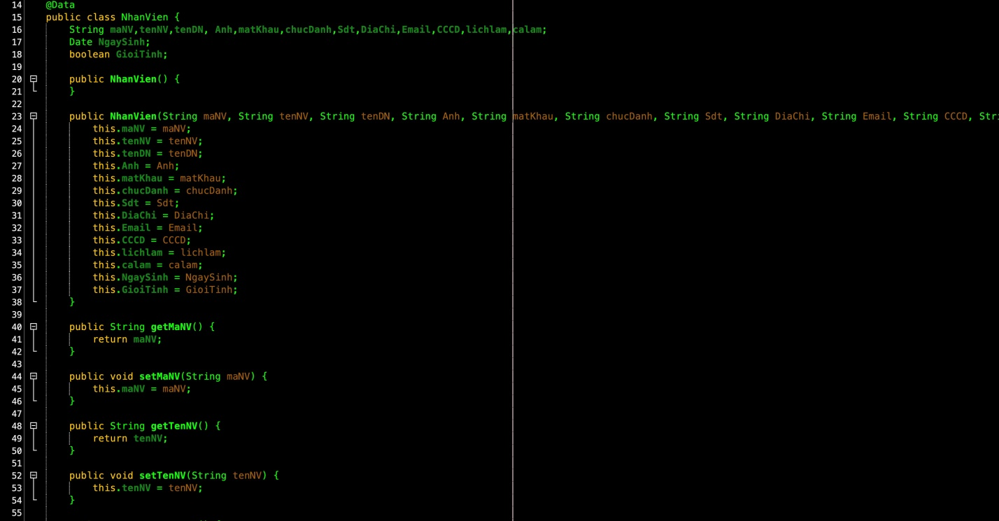 14 @Data
15 public class NhanVien {
16 String maNV,tenNV,tenDN, Anh,matKhau,chucDanh,Sdt,DiaChi,Email,CCCD,lichlam,calam;
17 Date NgaySinh;
18 boolean GioiTinh;
19
20 public NhanVien() {
21 }
22
23 public NhanVien(String maNV, String tenNV, String tenDN, String Anh, String matKhau, String chucDanh, String Sdt, String DiaChi, String Email, String CCCD, Stri
24 this.maNV = maNV;
25 this.tenNV = tenNV;
26 this.tenDN = tenDN;
27 this.Anh = Anh;
28 this.matKhau = matKhau;
29 this.chucDanh = chucDanh;
30 this.Sdt = Sdt;
31 this.DiaChi = DiaChi;
32 this.Email = Email;
33 this.CCCD = CCCD;
34 this.lichlam = lichlam;
35 this.calam = calam;
36 this.NgaySinh = NgaySinh;
37 this.GioiTinh = GioiTinh;
38 }
39
40 public String getMaNV() {
41 return maNV;
42 }
43
44 public void setMaNV(String maNV) {
45 this.maNV = maNV;
46 }
47
48 public String getTenNV() {
49 return tenNV;
50 }
51
52 public void setTenNV(String tenNV) {
53 this.tenNV = tenNV;
54 }
55